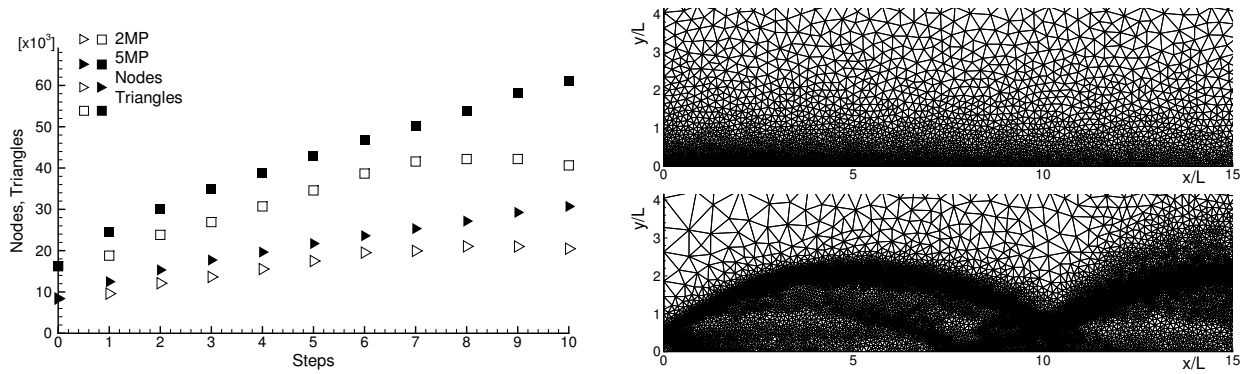 [x10³]
2MP
5MP
Nodes
Triangles
Nodes, Triangles
60
50
40
30
20
10
0
0 1 2 3 4 5 6 7 8 9 10
Steps
y/L
4
3
2
1
0
0 5 10 15
x/L
y/L
4
3
2
1
0
0 5 10 15
x/L